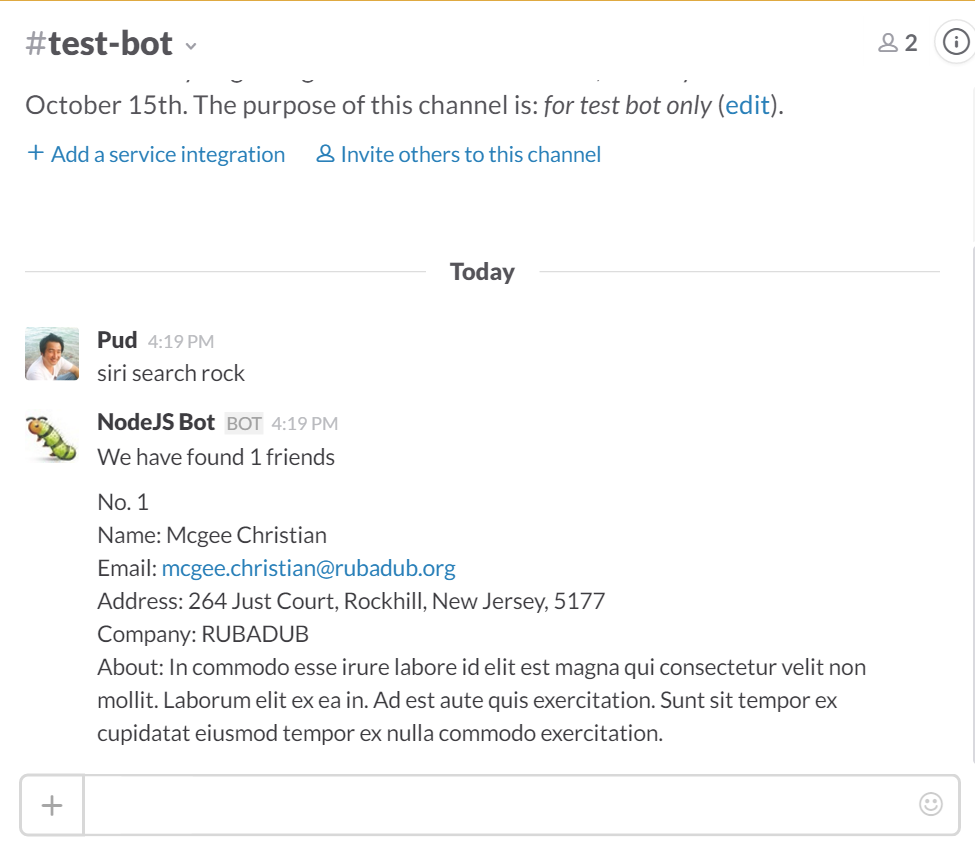 #test-bot
2
October 15th. The purpose of this channel is: for test bot only (edit).
+ Add a service integration Invite others to this channel
Today
Pud 4:19 PM
siri search rock
NodeJS Bot BOT 4:19 PM
We have found 1 friends
No. 1
Name: Mcgee Christian
Email: mcgee.christian@rubadub.org
Address: 264 Just Court, Rockhill, New Jersey, 5177
Company: RUBADUB
About: In commodo esse irure labore id elit est magna qui consectetur velit non
mollit. Laborum elit ex ea in. Ad est aute quis exercitation. Sunt sit tempor ex
cupidatat eiusmod tempor ex nulla commodo exercitation.